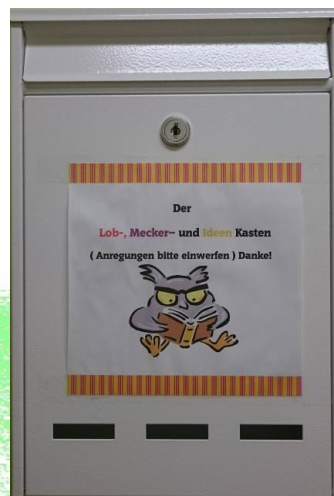 Der
Lob-, Mecker– und Ideen Kasten
( Anregungen bitte einwerfen ) Danke!